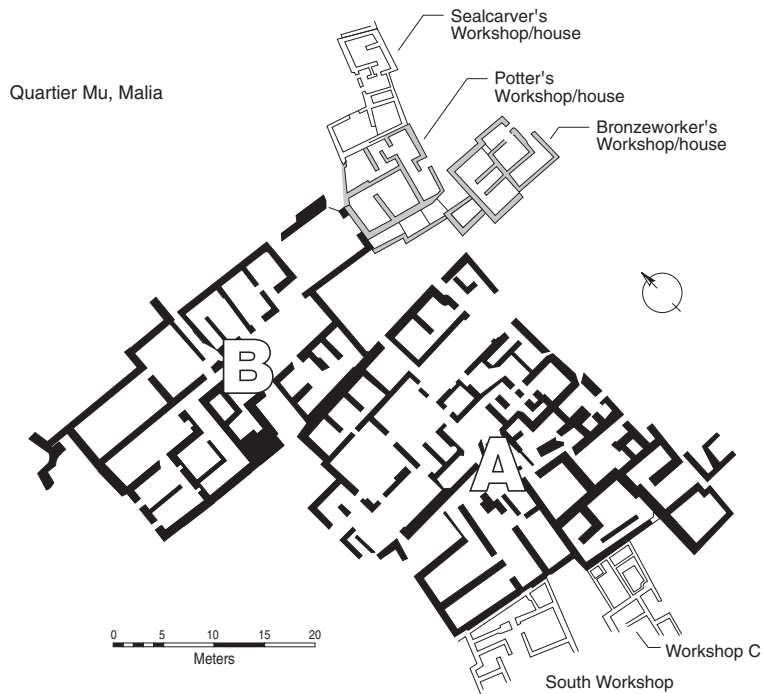 Sealcarver's
Workshop/house
Potter's
Workshop/house
Quartier Mu, Malia
Bronzeworker's
Workshop/house
B
A
0 5 10 15 20
Meters
Workshop C
South Workshop